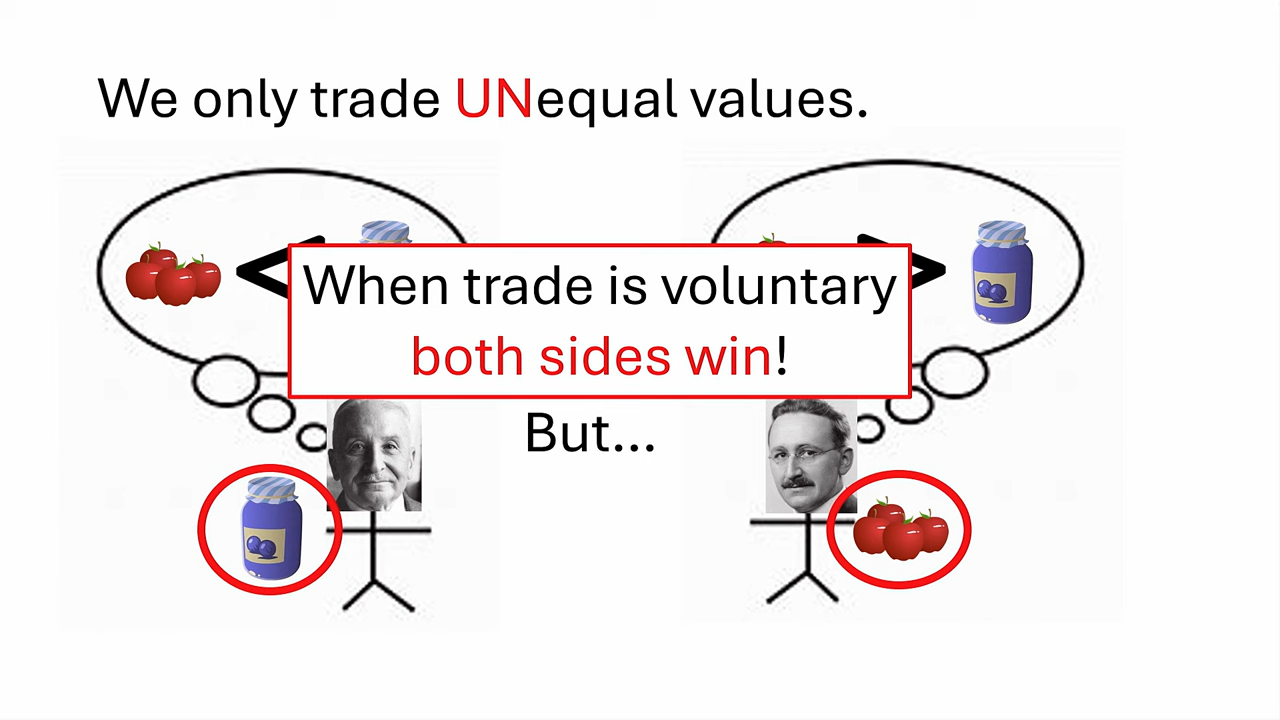 We only trade UNequal values.
<
>
When trade is voluntary
both sides win!
But...